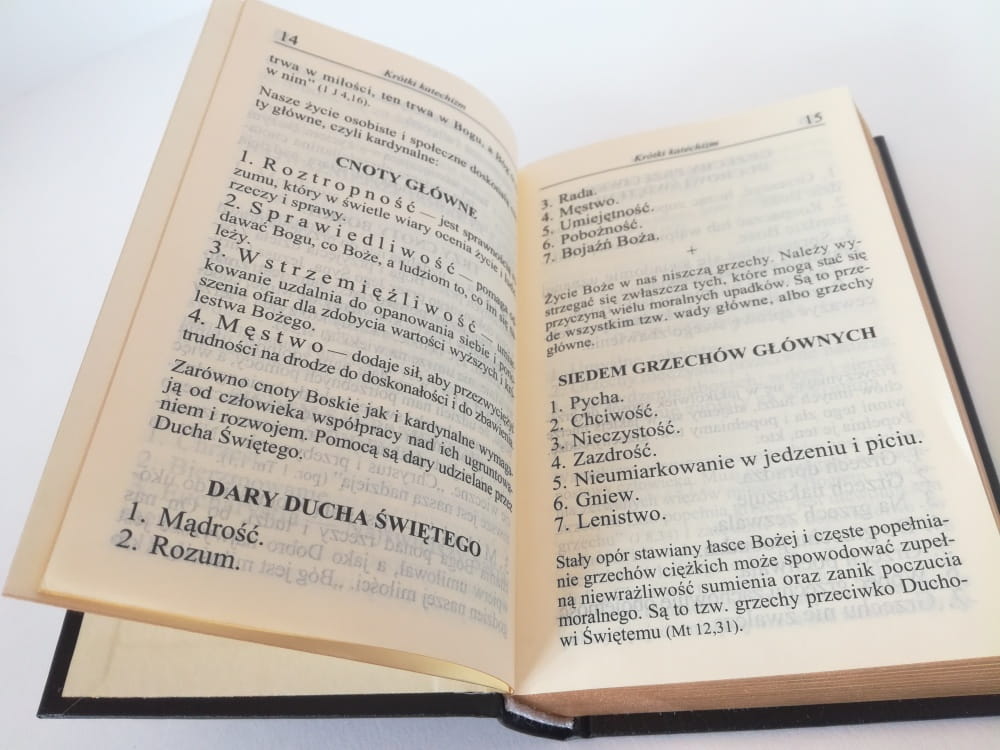 14
Krótki katechizm
trwa w miłości, ten trwa w Bogu, a Bóg
w nim" (1 J 4,16).
Nasze życie osobiste i społeczne doskonalą
ty główne, czyli kardynalne:
CNOTY GŁÓWNE
1. Roztropność — jest sprawnością
zumu, który w świetle wiary ocenia życie i
rzeczy i sprawy.
2. Sprawiedliwość — pomaga
dawać Bogu, co Boże, a ludziom to, co im się
leży.
3. Wstrzemięźliwość —
kowanie uzdalnia do opanowania siebie i
szenia ofiar dla zdobycia wartości wyższych i
lestwa Bożego.
4. Męstwo — dodaje sił, aby przezwyciężyć
trudności na drodze do doskonałości i do zbawienia.
Zarówno cnoty Boskie jak i kardynalne wymaga-
ją od człowieka współpracy nad ich ugruntowa-
niem i rozwojem. Pomocą są dary udzielane przez
Ducha Świętego.
DARY DUCHA ŚWIĘTEGO
1. Mądrość.
2. Rozum.
15
Krótki katechizm
3. Rada.
4. Męstwo.
5. Umiejętność.
6. Pobożność.
7. Bojaźń Boża.
+
Życie Boże w nas niszczą grzechy. Należy wy-
strzegać się zwłaszcza tych, które mogą stać się
przyczyną wielu moralnych upadków. Są to prze-
de wszystkim tzw. wady główne, albo grzechy
główne.
SIEDEM GRZECHÓW GŁÓWNYCH
1. Pycha.
2. Chciwość.
3. Nieczystość.
4. Zazdrość.
5. Nieumiarkowanie w jedzeniu i piciu.
6. Gniew.
7. Lenistwo.
Stały opór stawiany łasce Bożej i częste popełnia-
nie grzechów ciężkich może spowodować zupeł-
ną niewrażliwość sumienia oraz zanik poczucia
moralnego. Są to tzw. grzechy przeciwko Ducho-
wi Świętemu (Mt 12,31).